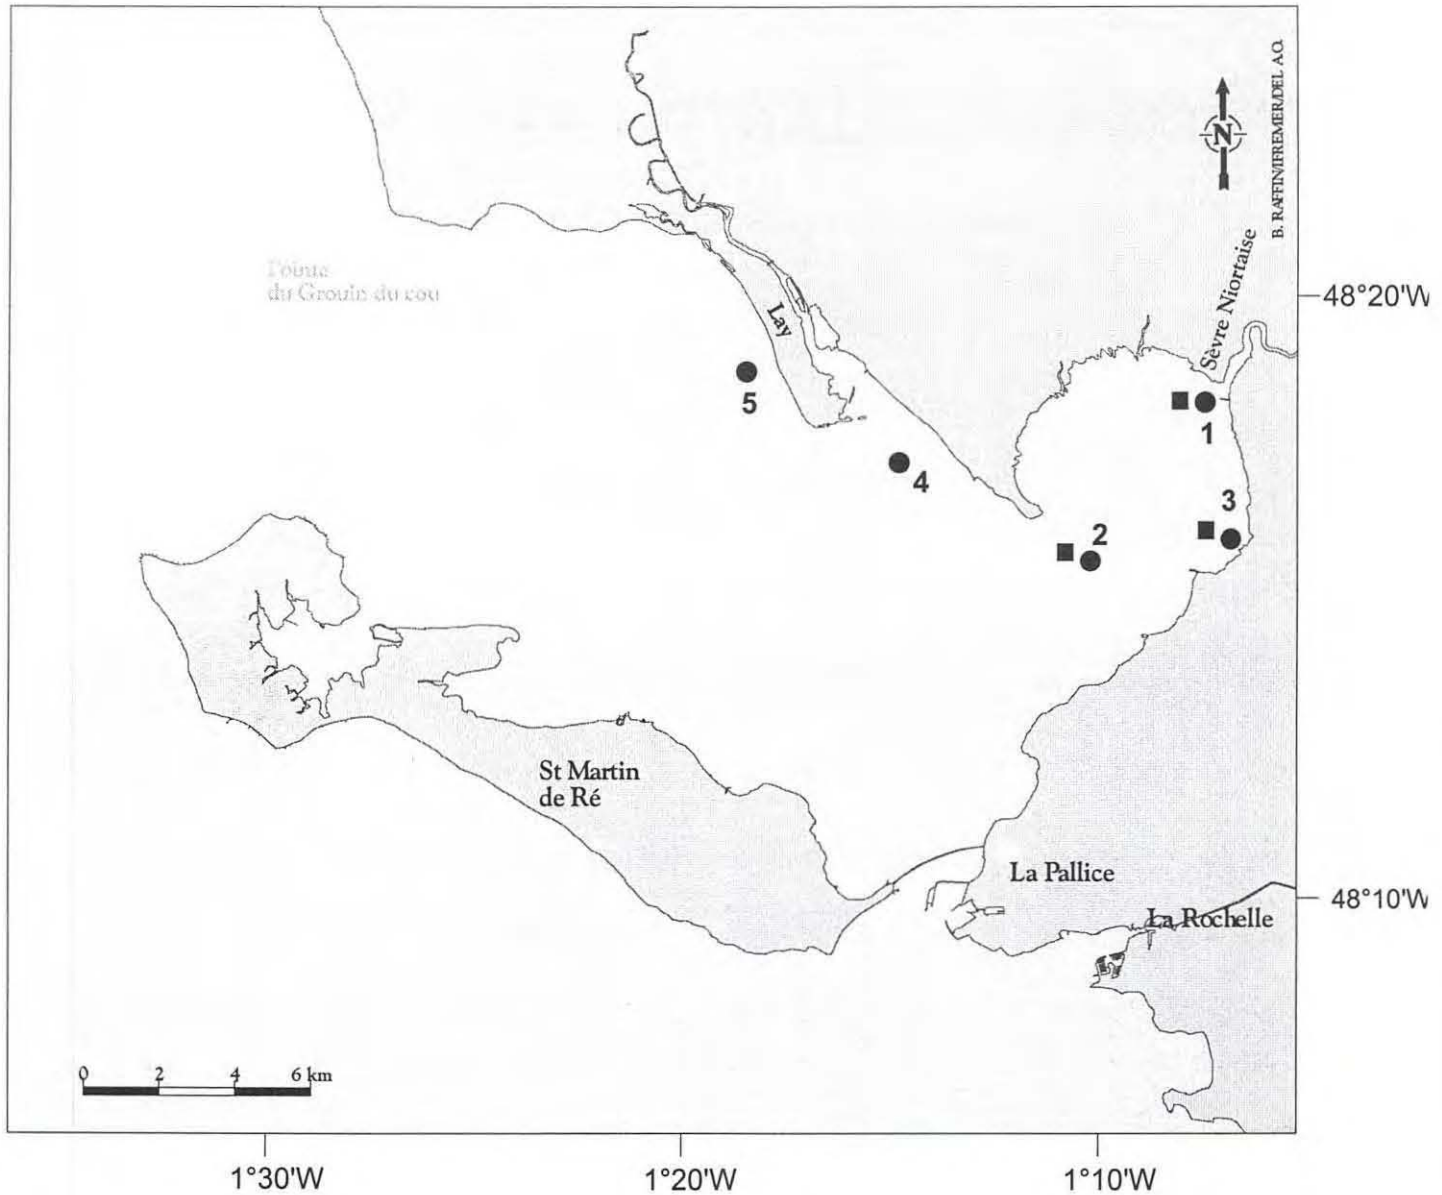 N
B. RAFFIN/IFREMER/DEL A.O.
Sèvre Niortaise
Pointe
du Grouin du cou
48°20'W
Lay
5
1
4
3
2
St Martin
de Ré
La Pallice
48°10'W
La Rochelle
0 2 4 6 km
1°30'W 1°20'W 1°10'W